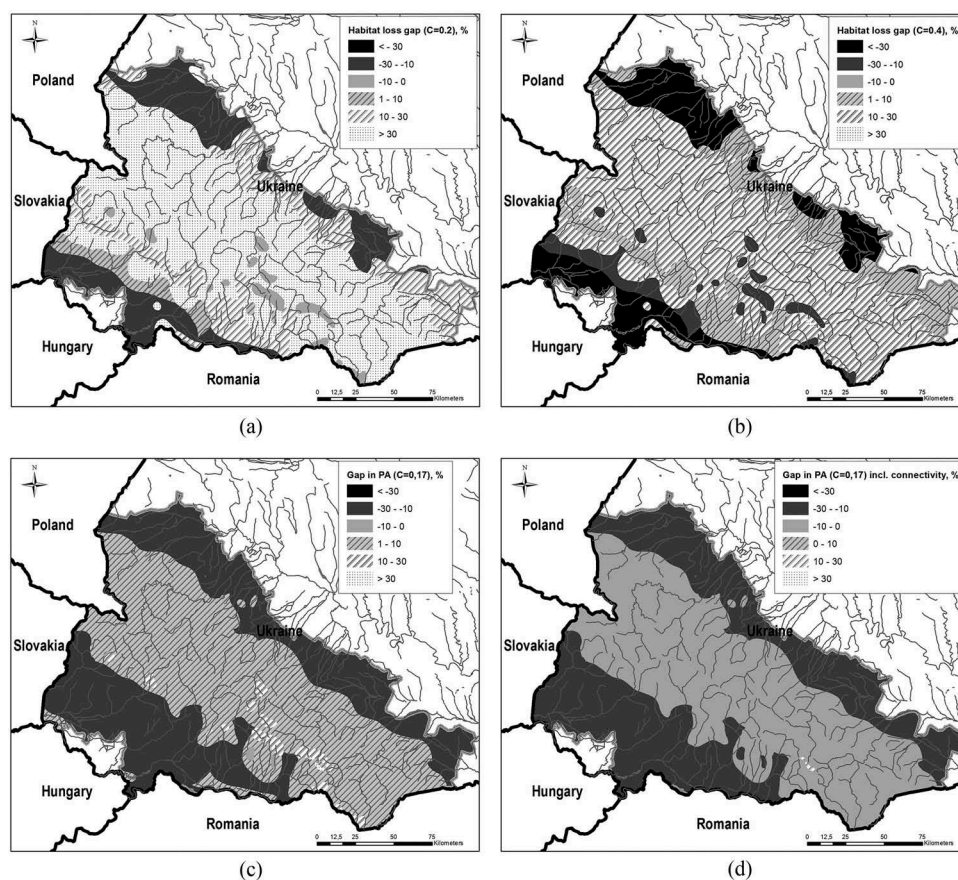 N
Poland
Slovakia
Hungary
Romania
Ukraine
Habitat loss gap (C=0.2), %
< - 30
-30 - -10
-10 - 0
1 - 10
10 - 30
> 30
0 12,5 25 50 75
Kilometers
(a)
N
Poland
Slovakia
Hungary
Romania
Ukraine
Habitat loss gap (C=0.4), %
< -30
-30 - -10
-10 - 0
1 - 10
10 - 30
> 30
0 12,5 25 50 75
Kilometers
(b)
N
Poland
Slovakia
Hungary
Romania
Ukraine
Gap in PA (C=0,17), %
< -30
-30 - -10
-10 - 0
1 - 10
10 - 30
> 30
0 12,5 25 50 75
Kilometers
(c)
N
Poland
Slovakia
Hungary
Romania
Ukraine
Gap in PA (C=0,17) incl. connectivity, %
< -30
-30 - -10
-10 - 0
0 - 10
10 - 30
> 30
0 12,5 25 50 75
Kilometers
(d)